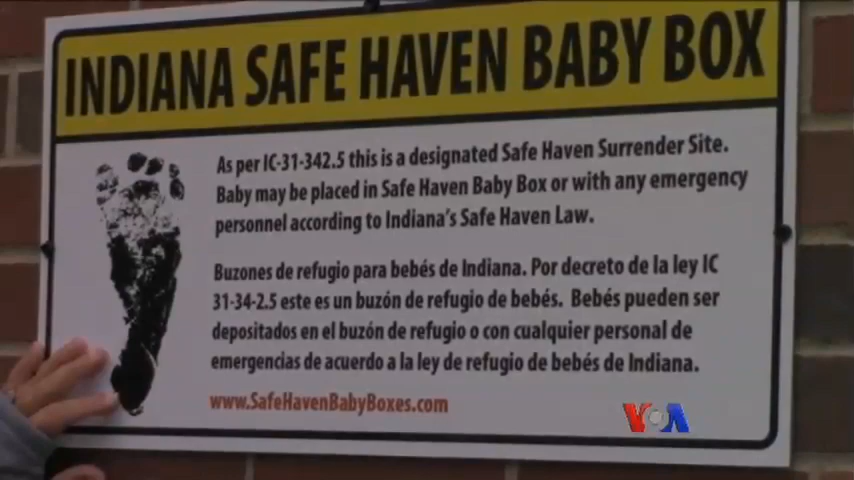 INDIANA SAFE HAVEN BABY BOX
As per IC-31-342.5 this is a designated Safe Haven Surrender Site.
Baby may be placed in Safe Haven Baby Box or with any emergency
personnel according to Indiana's Safe Haven Law.
Buzones de refugio para bebés de Indiana. Por decreto de la ley IC
31-34-2.5 este es un buzón de refugio de bebés. Bebés pueden ser
depositados en el buzón de refugio o con cualquier personal de
emergencias de acuerdo a la ley de refugio de bebés de Indiana.
www.SafeHavenBabyBoxes.com
VOA